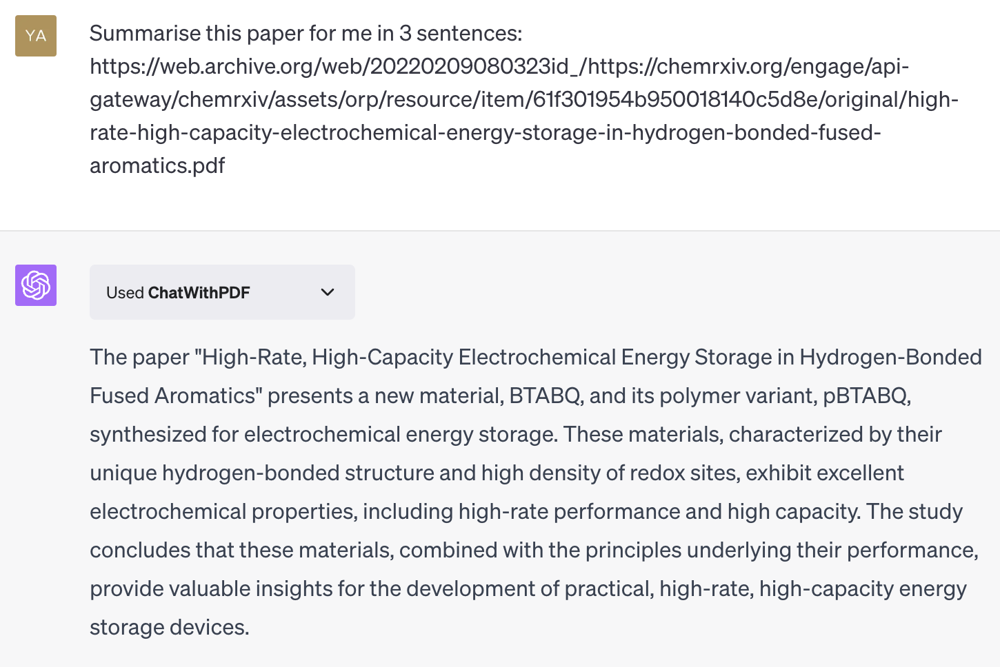 YA
Summarise this paper for me in 3 sentences:
https://web.archive.org/web/20220209080323id_/https://chemrxiv.org/engage/api-
gateway/chemrxiv/assets/orp/resource/item/61f301954b950018140c5d8e/original/high-
rate-high-capacity-electrochemical-energy-storage-in-hydrogen-bonded-fused-
aromatics.pdf
Used ChatWithPDF
The paper "High-Rate, High-Capacity Electrochemical Energy Storage in Hydrogen-Bonded
Fused Aromatics" presents a new material, BTABQ, and its polymer variant, pBTABQ,
synthesized for electrochemical energy storage. These materials, characterized by their
unique hydrogen-bonded structure and high density of redox sites, exhibit excellent
electrochemical properties, including high-rate performance and high capacity. The study
concludes that these materials, combined with the principles underlying their performance,
provide valuable insights for the development of practical, high-rate, high-capacity energy
storage devices.